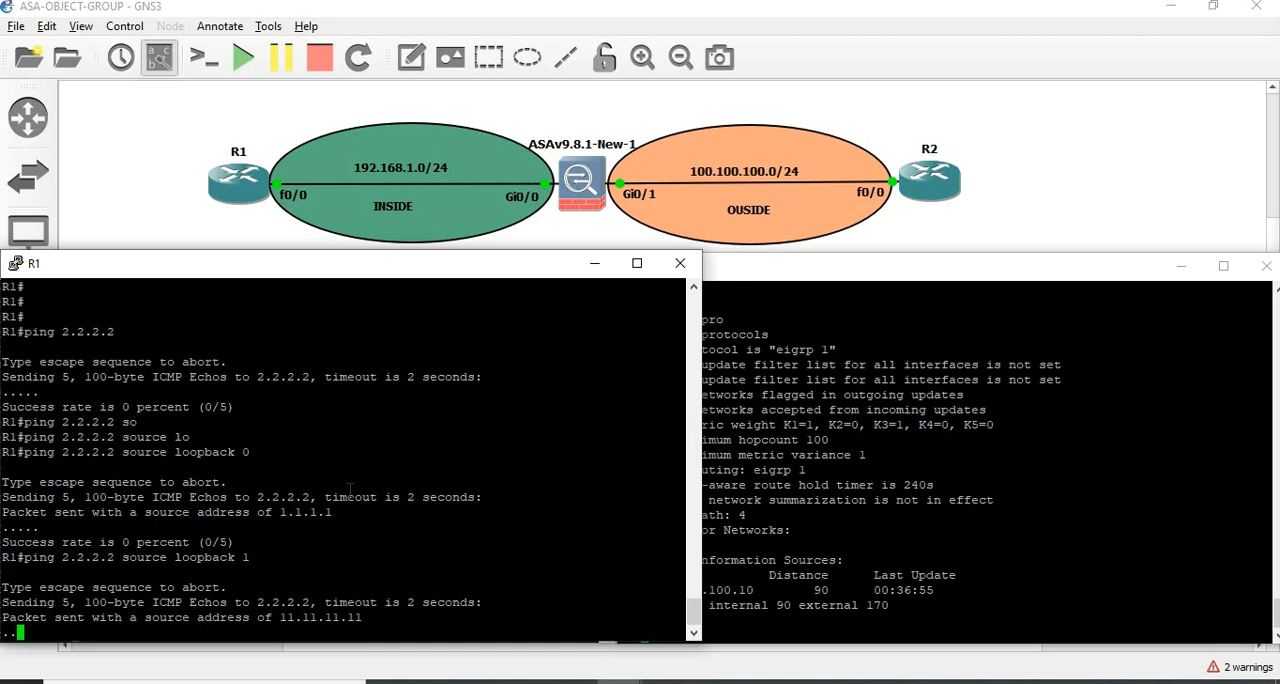 ASA-OBJECT-GROUP - GNS3
File Edit View Control Node Annotate Tools Help
ASAv9.8.1-New-1
R1
R2
192.168.1.0/24
100.100.100.0/24
f0/0
Gi0/0
Gi0/1
f0/0
INSIDE
OUSIDE
R1
R1#
R1#
R1#
R1#ping 2.2.2.2
Type escape sequence to abort.
Sending 5, 100-byte ICMP Echos to 2.2.2.2, timeout is 2 seconds:
.....
Success rate is 0 percent (0/5)
R1#ping 2.2.2.2 so
R1#ping 2.2.2.2 source lo
R1#ping 2.2.2.2 source loopback 0
Type escape sequence to abort.
Sending 5, 100-byte ICMP Echos to 2.2.2.2, timeout is 2 seconds:
Packet sent with a source address of 1.1.1.1
.....
Success rate is 0 percent (0/5)
R1#ping 2.2.2.2 source loopback 1
Type escape sequence to abort.
Sending 5, 100-byte ICMP Echos to 2.2.2.2, timeout is 2 seconds:
Packet sent with a source address of 11.11.11.11
..
pro
protocols
tocol is "eigrp 1"
update filter list for all interfaces is not set
update filter list for all interfaces is not set
etworks flagged in outgoing updates
etworks accepted from incoming updates
ric weight K1=1, K2=0, K3=1, K4=0, K5=0
imum hopcount 100
imum metric variance 1
uting: eigrp 1
-aware route hold timer is 240s
network summarization is not in effect
ath: 4
or Networks:
nformation Sources:
Distance Last Update
.100.10 90 00:36:55
internal 90 external 170
2 warnings